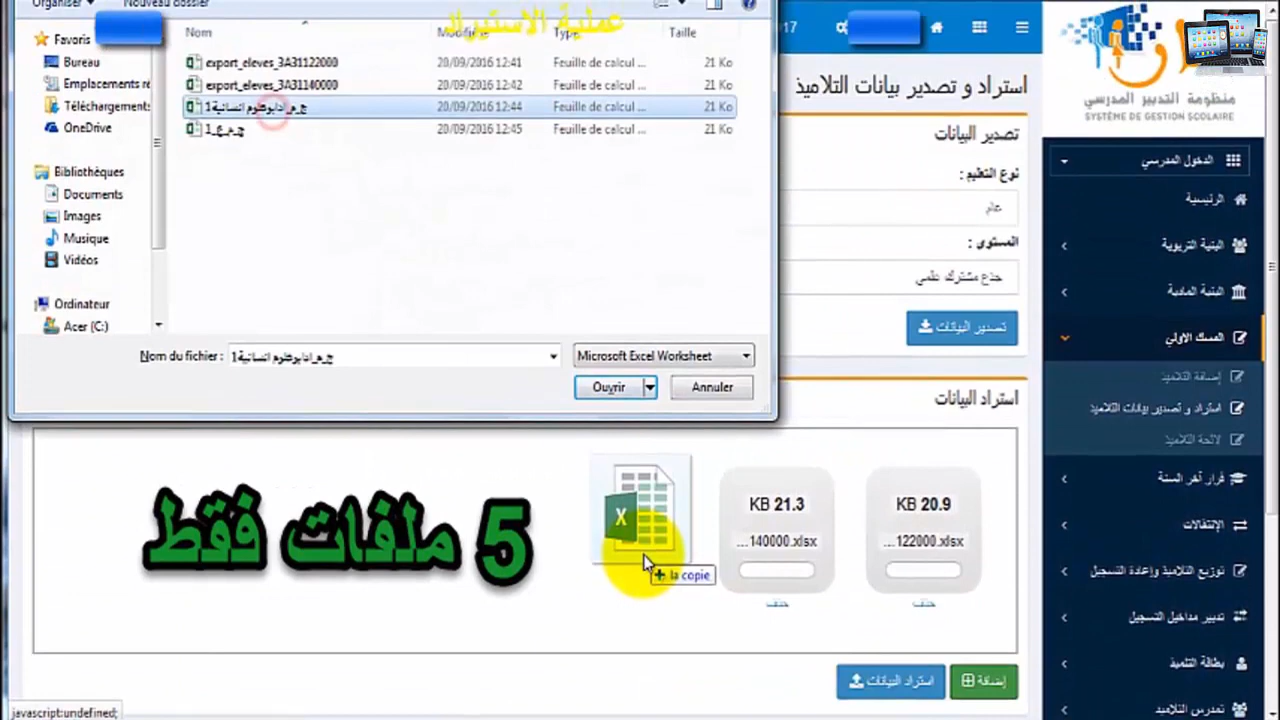 Organiser
Nouveau dossier
عملية الاستيراد
Nom
Modifié
Type
Taille
Favoris
Bureau
Emplacements ré
Téléchargements
OneDrive
Bibliothèques
Documents
Images
Musique
Vidéos
Ordinateur
Acer (C:)
export_eleves_3A31122000 20/09/2016 12:41 Feuille de calcul ... 21 Ko
export_eleves_3A31140000 20/09/2016 12:42 Feuille de calcul ... 21 Ko
20/09/2016 12:44 Feuille de calcul ... 21 Ko
ج_م_ع_1 20/09/2016 12:45 Feuille de calcul ... 21 Ko
Nom du fichier :
Microsoft Excel Worksheet
Ouvrir
Annuler
17
استراد و تصدير بيانات التلاميذ
تصدير البيانات
نوع التعليم :
عام
المستوى :
جذع مشترك علمي
تصدير البيانات
استراد البيانات
5 ملفات فقط
la copie
KB 21.3
...140000.xlsx
حذف
KB 20.9
...122000.xlsx
حذف
استراد البيانات
إضافة
javascript:undefined;
منظومة التدبير المدرسي
SYSTÈME DE GESTION SCOLAIRE
الدخول المدرسي
الرئيسية
البنية التربوية
البنية المادية
المسك الاولي
إضافة التلاميذ
استراد و تصدير بيانات التلاميذ
لائحة التلاميذ
قرار آخر السنة
الإنتقالات
توزيع التلاميذ وإعادة التسجيل
تدبير مداخيل التسجيل
بطاقة التلميذ
تمدرس التلاميذ